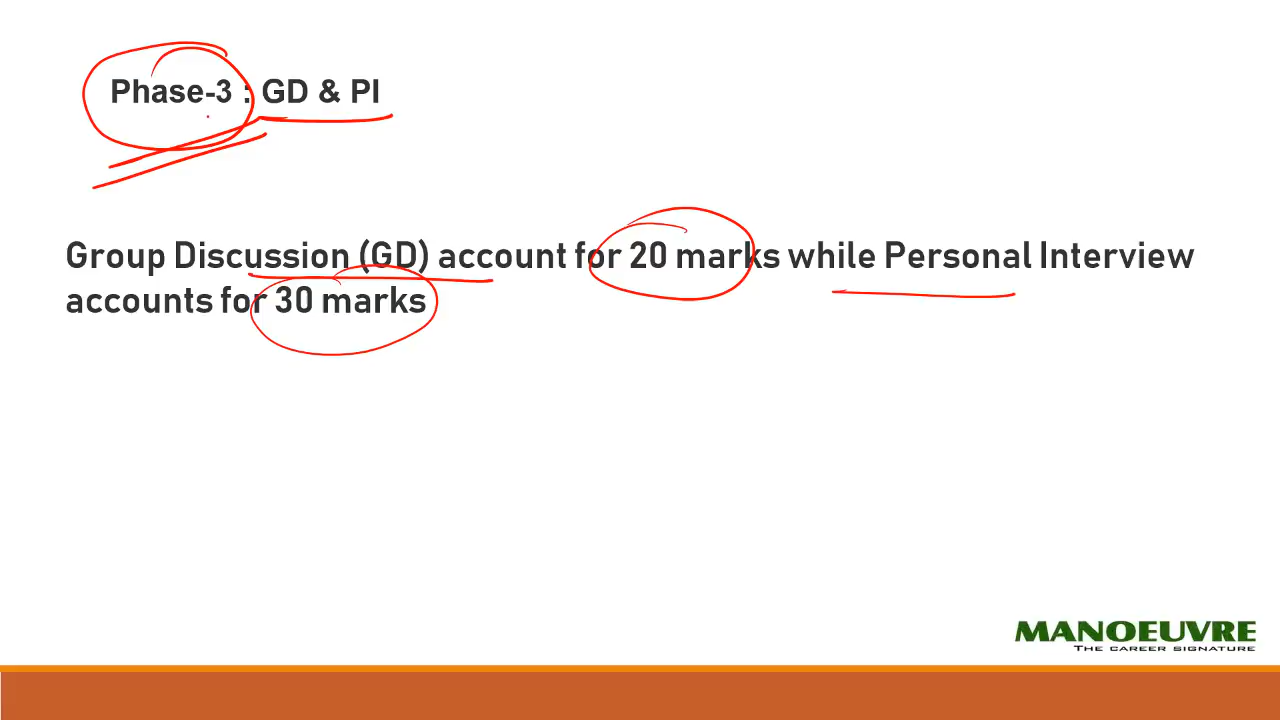 Phase-3 : GD & PI
Group Discussion (GD) account for 20 marks while Personal Interview
accounts for 30 marks
MANOEUVRE
THE CAREER SIGNATURE